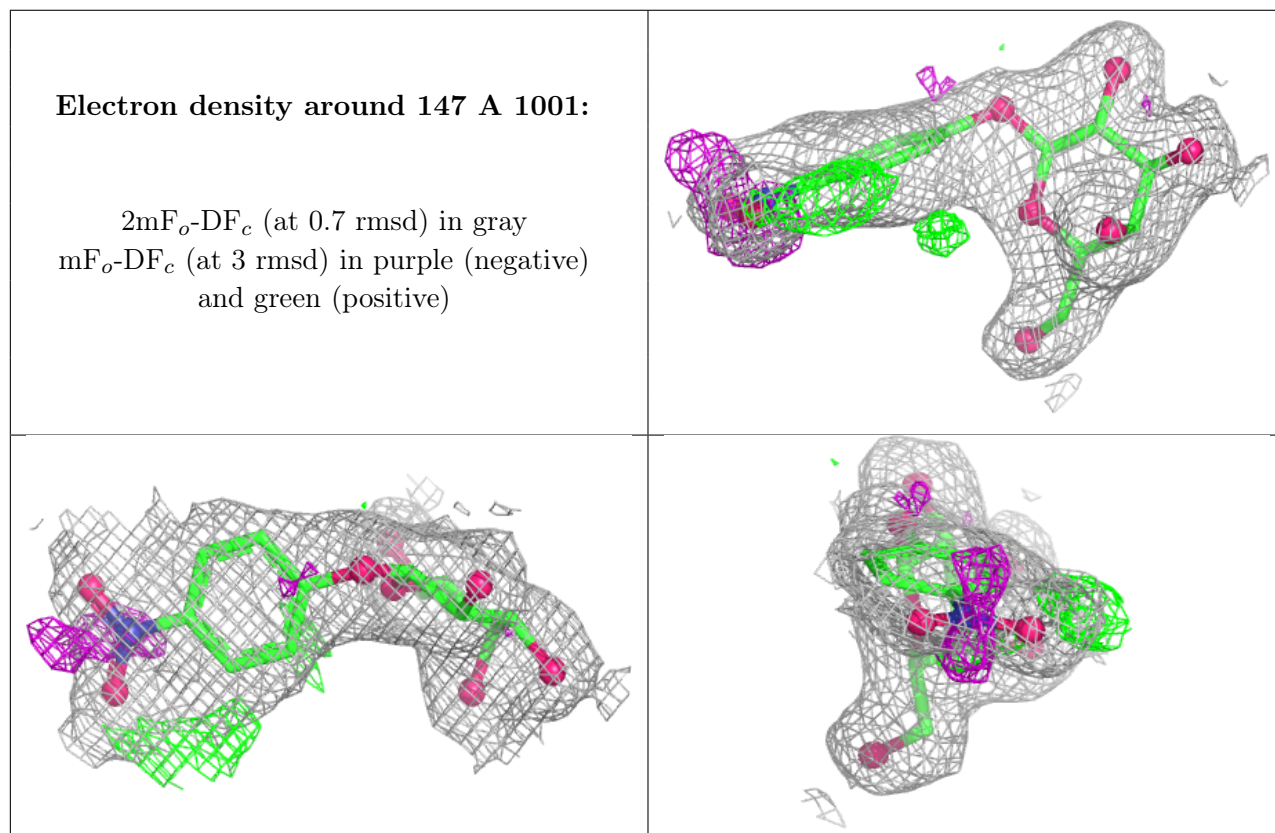 Electron density around 147 A 1001:
2mFo-DFc (at 0.7 rmsd) in gray
mFo-DFc (at 3 rmsd) in purple (negative)
and green (positive)